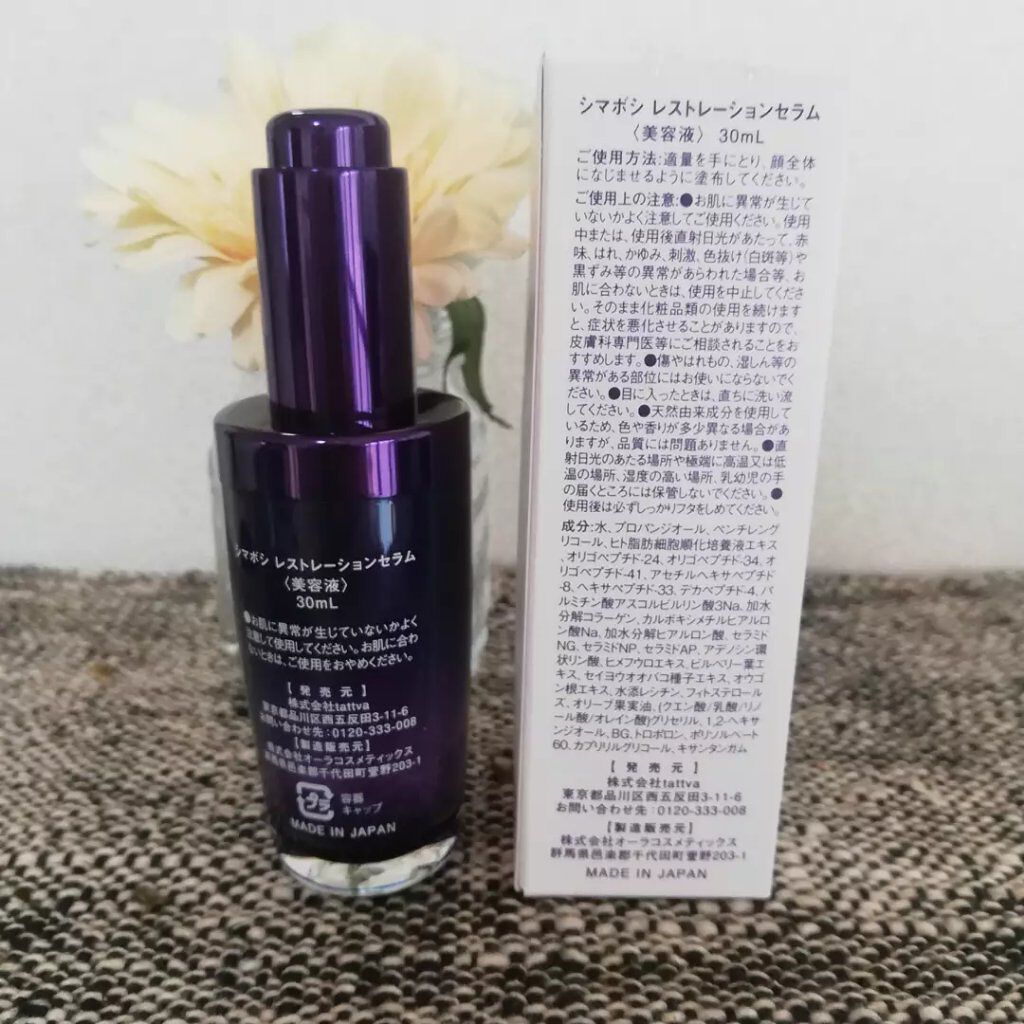 シマボシ レストレーションセラム
〈美容液〉
30mL
●お肌に異常が生じていないかよく
注意して使用してください。お肌に合わ
ないときは、ご使用をおやめください。
【 発 売 元 】
株式会社tattva
東京都品川区西五反田3-11-6
お問い合わせ先：0120-333-008
【製造販売元】
株式会社オーラコスメティックス
群馬県邑楽郡千代田町萱野203-1
プラ
容器
キャップ
MADE IN JAPAN
シマボシ レストレーションセラム
〈美容液〉 30mL
ご使用方法:適量を手にとり、顔全体
になじませるように塗布してください。
ご使用上の注意:●お肌に異常が生じて
いないかよく注意してご使用ください。使用
中または、使用後直射日光があたって、赤
味、はれ、かゆみ、刺激、色抜け(白斑等)や
黒ずみ等の異常があらわれた場合等、お
肌に合わないときは、使用を中止してくださ
い。そのまま化粧品類の使用を続けます
と、症状を悪化させることがありますので、
皮膚科専門医等にご相談されることをお
すすめします。●傷やはれもの、湿しん等の
異常がある部位にはお使いにならないでく
ださい。●目に入ったときは、直ちに洗い流
してください。●天然由来成分を使用して
いるため、色や香りが多少異なる場合があ
りますが、品質には問題ありません。●直
射日光のあたる場所や極端に高温又は低
温の場所、湿度の高い場所、乳幼児の手
の届くところには保管しないでください。●
使用後は必ずしっかりフタをしめてください。
成分:水、プロパンジオール、ペンチレング
リコール、ヒト脂肪細胞順化培養液エキス
、オリゴペプチド-24、オリゴペプチド-34、オ
リゴペプチド-41、アセチルヘキサペプチド
-8、ヘキサペプチド-33、デカペプチド-4、パ
ルミチン酸アスコルビルリン酸3Na、加水
分解コラーゲン、カルボキシメチルヒアルロ
ン酸Na、加水分解ヒアルロン酸、セラミド
NG、セラミドNP、セラミドAP、アデノシン環
状リン酸、ヒメフウロエキス、ビルベリー葉エ
キス、セイヨウオオバコ種子エキス、オウゴ
ン根エキス、水添レシチン、フィトステロール
ズ、オリーブ果実油、(クエン酸/乳酸/リノ
ール酸/オレイン酸)グリセリル、1,2-ヘキサ
ンジオール、BG、トロポロン、ポリソルベート
60、カプリリルグリコール、キサンタンガム
【 発 売 元 】
株式会社tattva
東京都品川区西五反田3-11-6
お問い合わせ先：0120-333-008
【製造販売元】
株式会社オーラコスメティックス
群馬県邑楽郡千代田町萱野203-1
MADE IN JAPAN